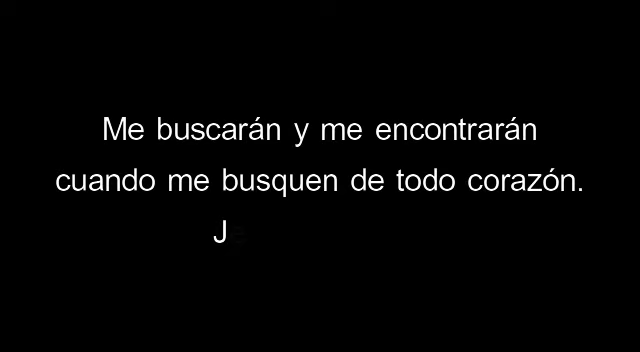 Me buscarán y me encontrarán
cuando me busquen de todo corazón.
J